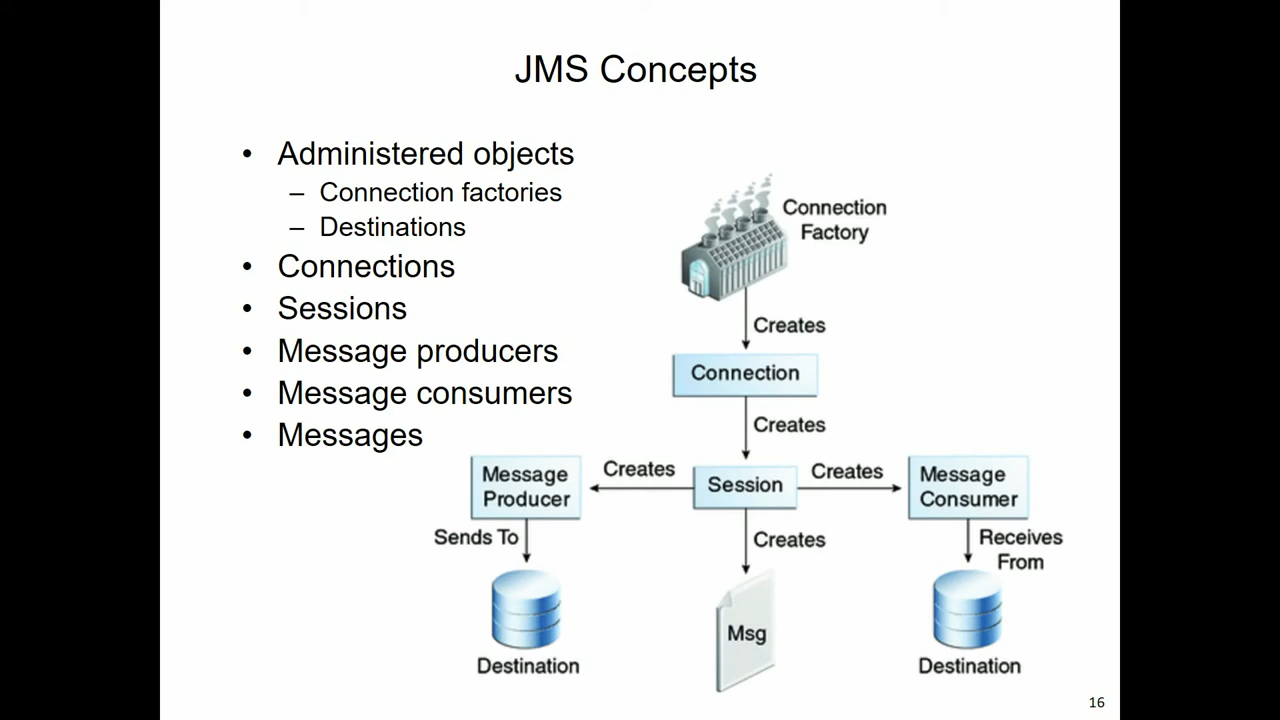 JMS Concepts
• Administered objects
– Connection factories
– Destinations
• Connections
• Sessions
• Message producers
• Message consumers
• Messages
Connection
Factory
Creates
Connection
Creates
Message
Producer
Creates
Session
Creates
Message
Consumer
Sends To
Creates
Receives
From
Msg
Destination
Destination
16